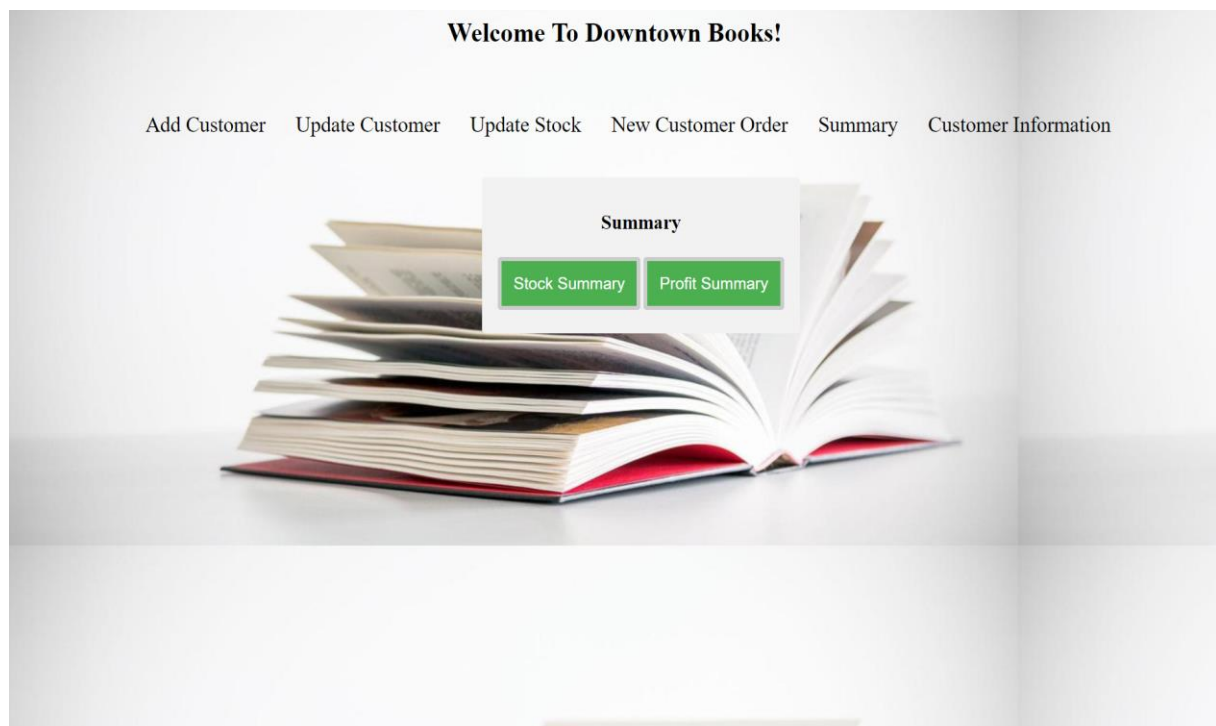 Welcome To Downtown Books!
Add Customer Update Customer Update Stock New Customer Order Summary Customer Information
Summary
Stock Summary Profit Summary